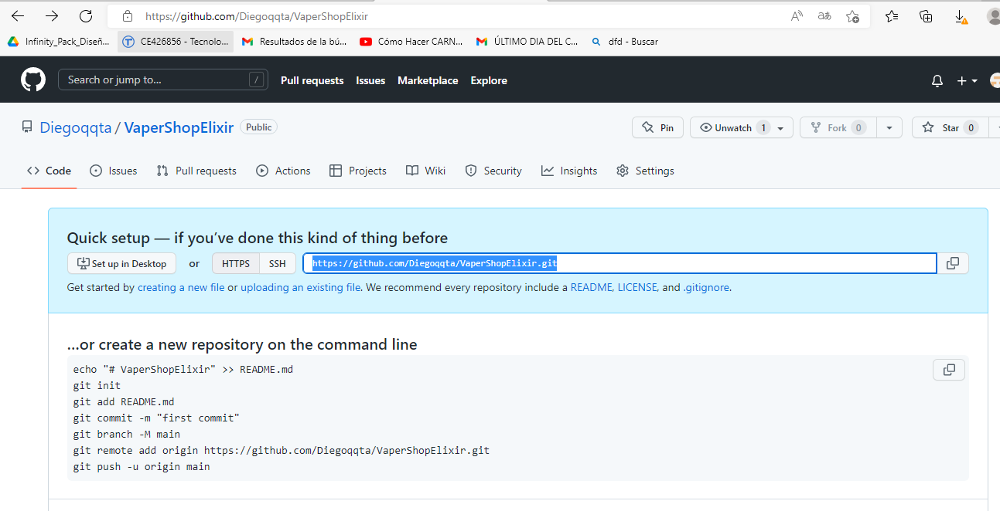 https://github.com/Diegoqqta/VaperShopElixir
Infinity_Pack_Diseñ... CE426856 - Tecnolo... Resultados de la bú... Cómo Hacer CARN... ÚLTIMO DIA DEL C... dfd - Buscar
Search or jump to... / Pull requests Issues Marketplace Explore
Diegoqqta / VaperShopElixir Public Pin Unwatch 1 Fork 0 Star 0
Code Issues Pull requests Actions Projects Wiki Security Insights Settings
Quick setup — if you've done this kind of thing before
Set up in Desktop or HTTPS SSH https://github.com/Diegoqqta/VaperShopElixir.git
Get started by creating a new file or uploading an existing file. We recommend every repository include a README, LICENSE, and .gitignore.
...or create a new repository on the command line
echo "# VaperShopElixir" >> README.md
git init
git add README.md
git commit -m "first commit"
git branch -M main
git remote add origin https://github.com/Diegoqqta/VaperShopElixir.git
git push -u origin main